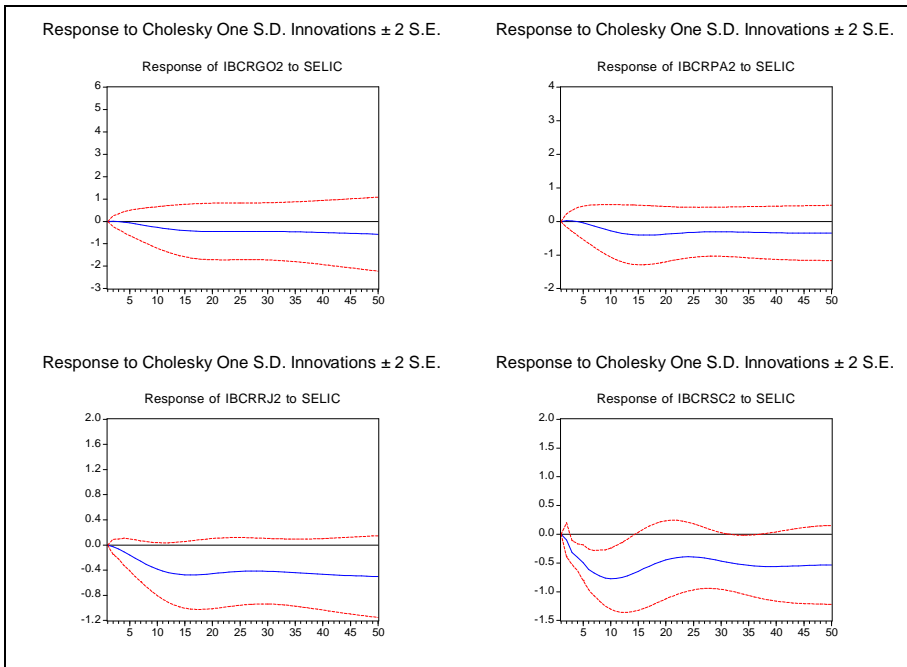 Response to Cholesky One S.D. Innovations ± 2 S.E.
Response of IBCRGO2 to SELIC
6
5
4
3
2
1
0
-1
-2
-3
5 10 15 20 25 30 35 40 45 50
Response to Cholesky One S.D. Innovations ± 2 S.E.
Response of IBCRPA2 to SELIC
4
3
2
1
0
-1
-2
5 10 15 20 25 30 35 40 45 50
Response to Cholesky One S.D. Innovations ± 2 S.E.
Response of IBCRRJ2 to SELIC
2.0
1.6
1.2
0.8
0.4
0.0
-0.4
-0.8
-1.2
5 10 15 20 25 30 35 40 45 50
Response to Cholesky One S.D. Innovations ± 2 S.E.
Response of IBCRSC2 to SELIC
2.0
1.5
1.0
0.5
0.0
-0.5
-1.0
-1.5
5 10 15 20 25 30 35 40 45 50